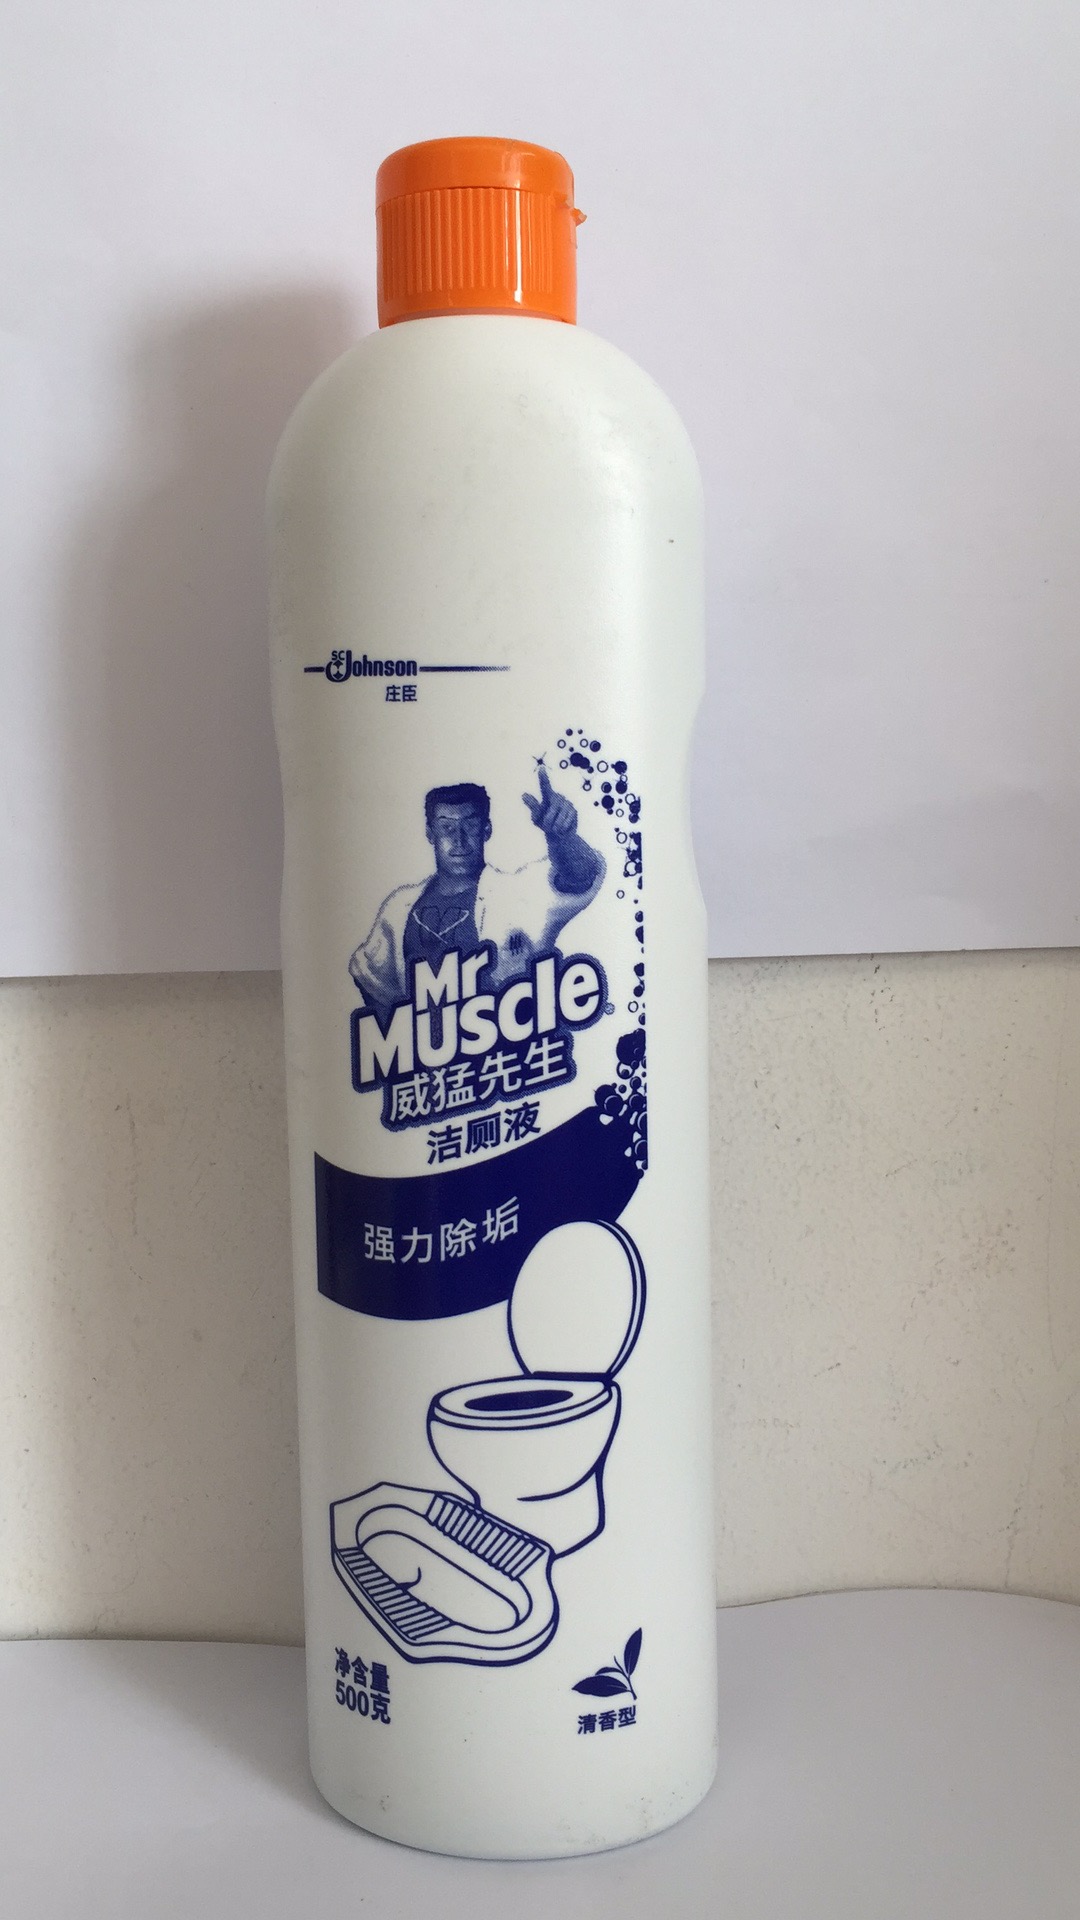 SC Johnson
庄臣
Mr
Muscle
威猛先生
洁厕液
强力除垢
净含量
500克
清香型